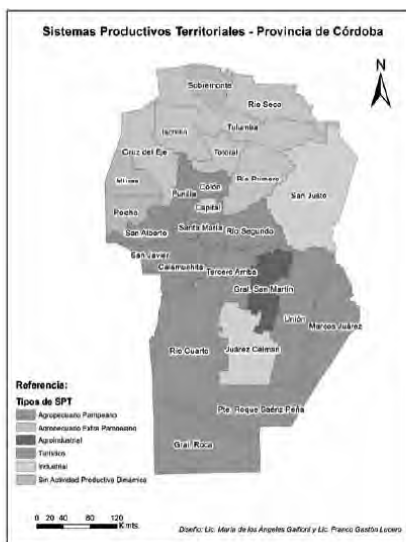 Sistemas Productivos Territoriales - Provincia de Córdoba
N
Sobremonte
Río Seco
Ischilín
Tulumba
Cruz del Eje
Totoral
Minas
Río Primero
Colón
Punilla
San Justo
Pocho
Capital
San Alberto
Santa María
Río Segundo
San Javier
Calamuchita
Tercero Arriba
Gral. San Martín
Unión
Marcos Juárez
Río Cuarto
Juárez Celman
Pte. Roque Sáenz Peña
Gral. Roca
Referencia:
Tipos de SPT
Agropecuario Pampeano
Agropecuario Extra Pampeano
Agroindustrial
Turístico
Industrial
Sin Actividad Productiva Dinámica
0 20 40 80 120
Kmts.
Diseño: Lic. María de los Ángeles Galfioni y Lic. Franco Gastón Lucero